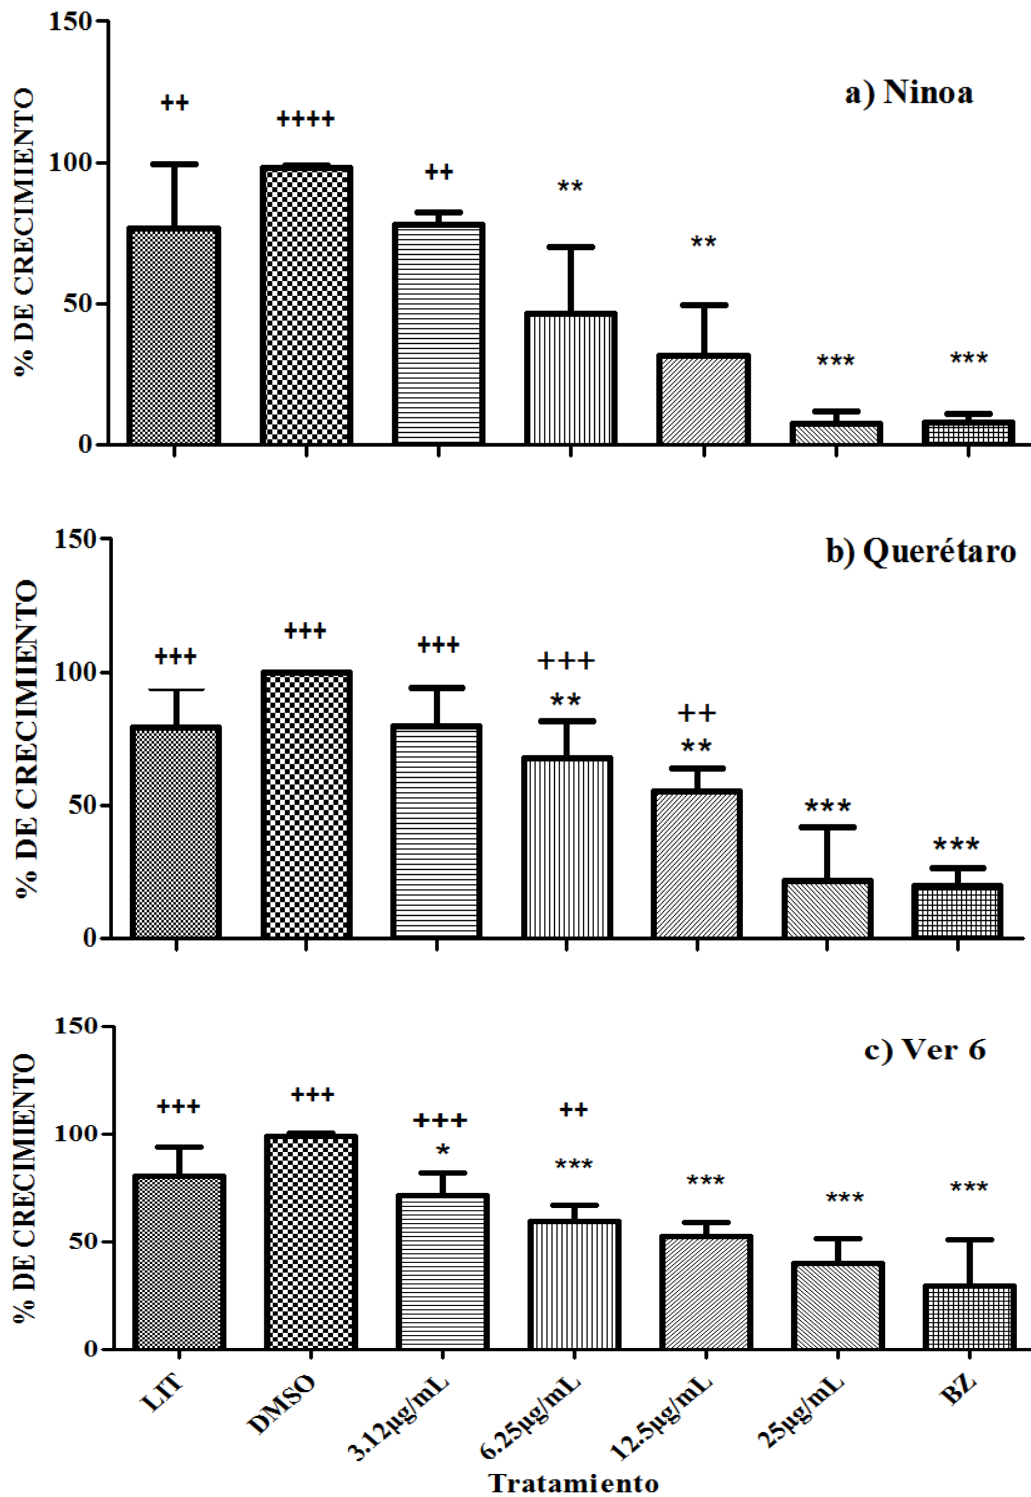 150
a) Ninoa
++
++++
++
**
**
***
***
100
50
0
% DE CRECIMIENTO
150
b) Querétaro
+++
+++
+++
+++
**
++
**
***
***
100
50
0
% DE CRECIMIENTO
150
c) Ver 6
+++
+++
+++
*
++
***
***
***
***
100
50
0
% DE CRECIMIENTO
LIT
DMSO
3.12µg/mL
6.25µg/mL
12.5µg/mL
25µg/mL
BZ
Tratamiento